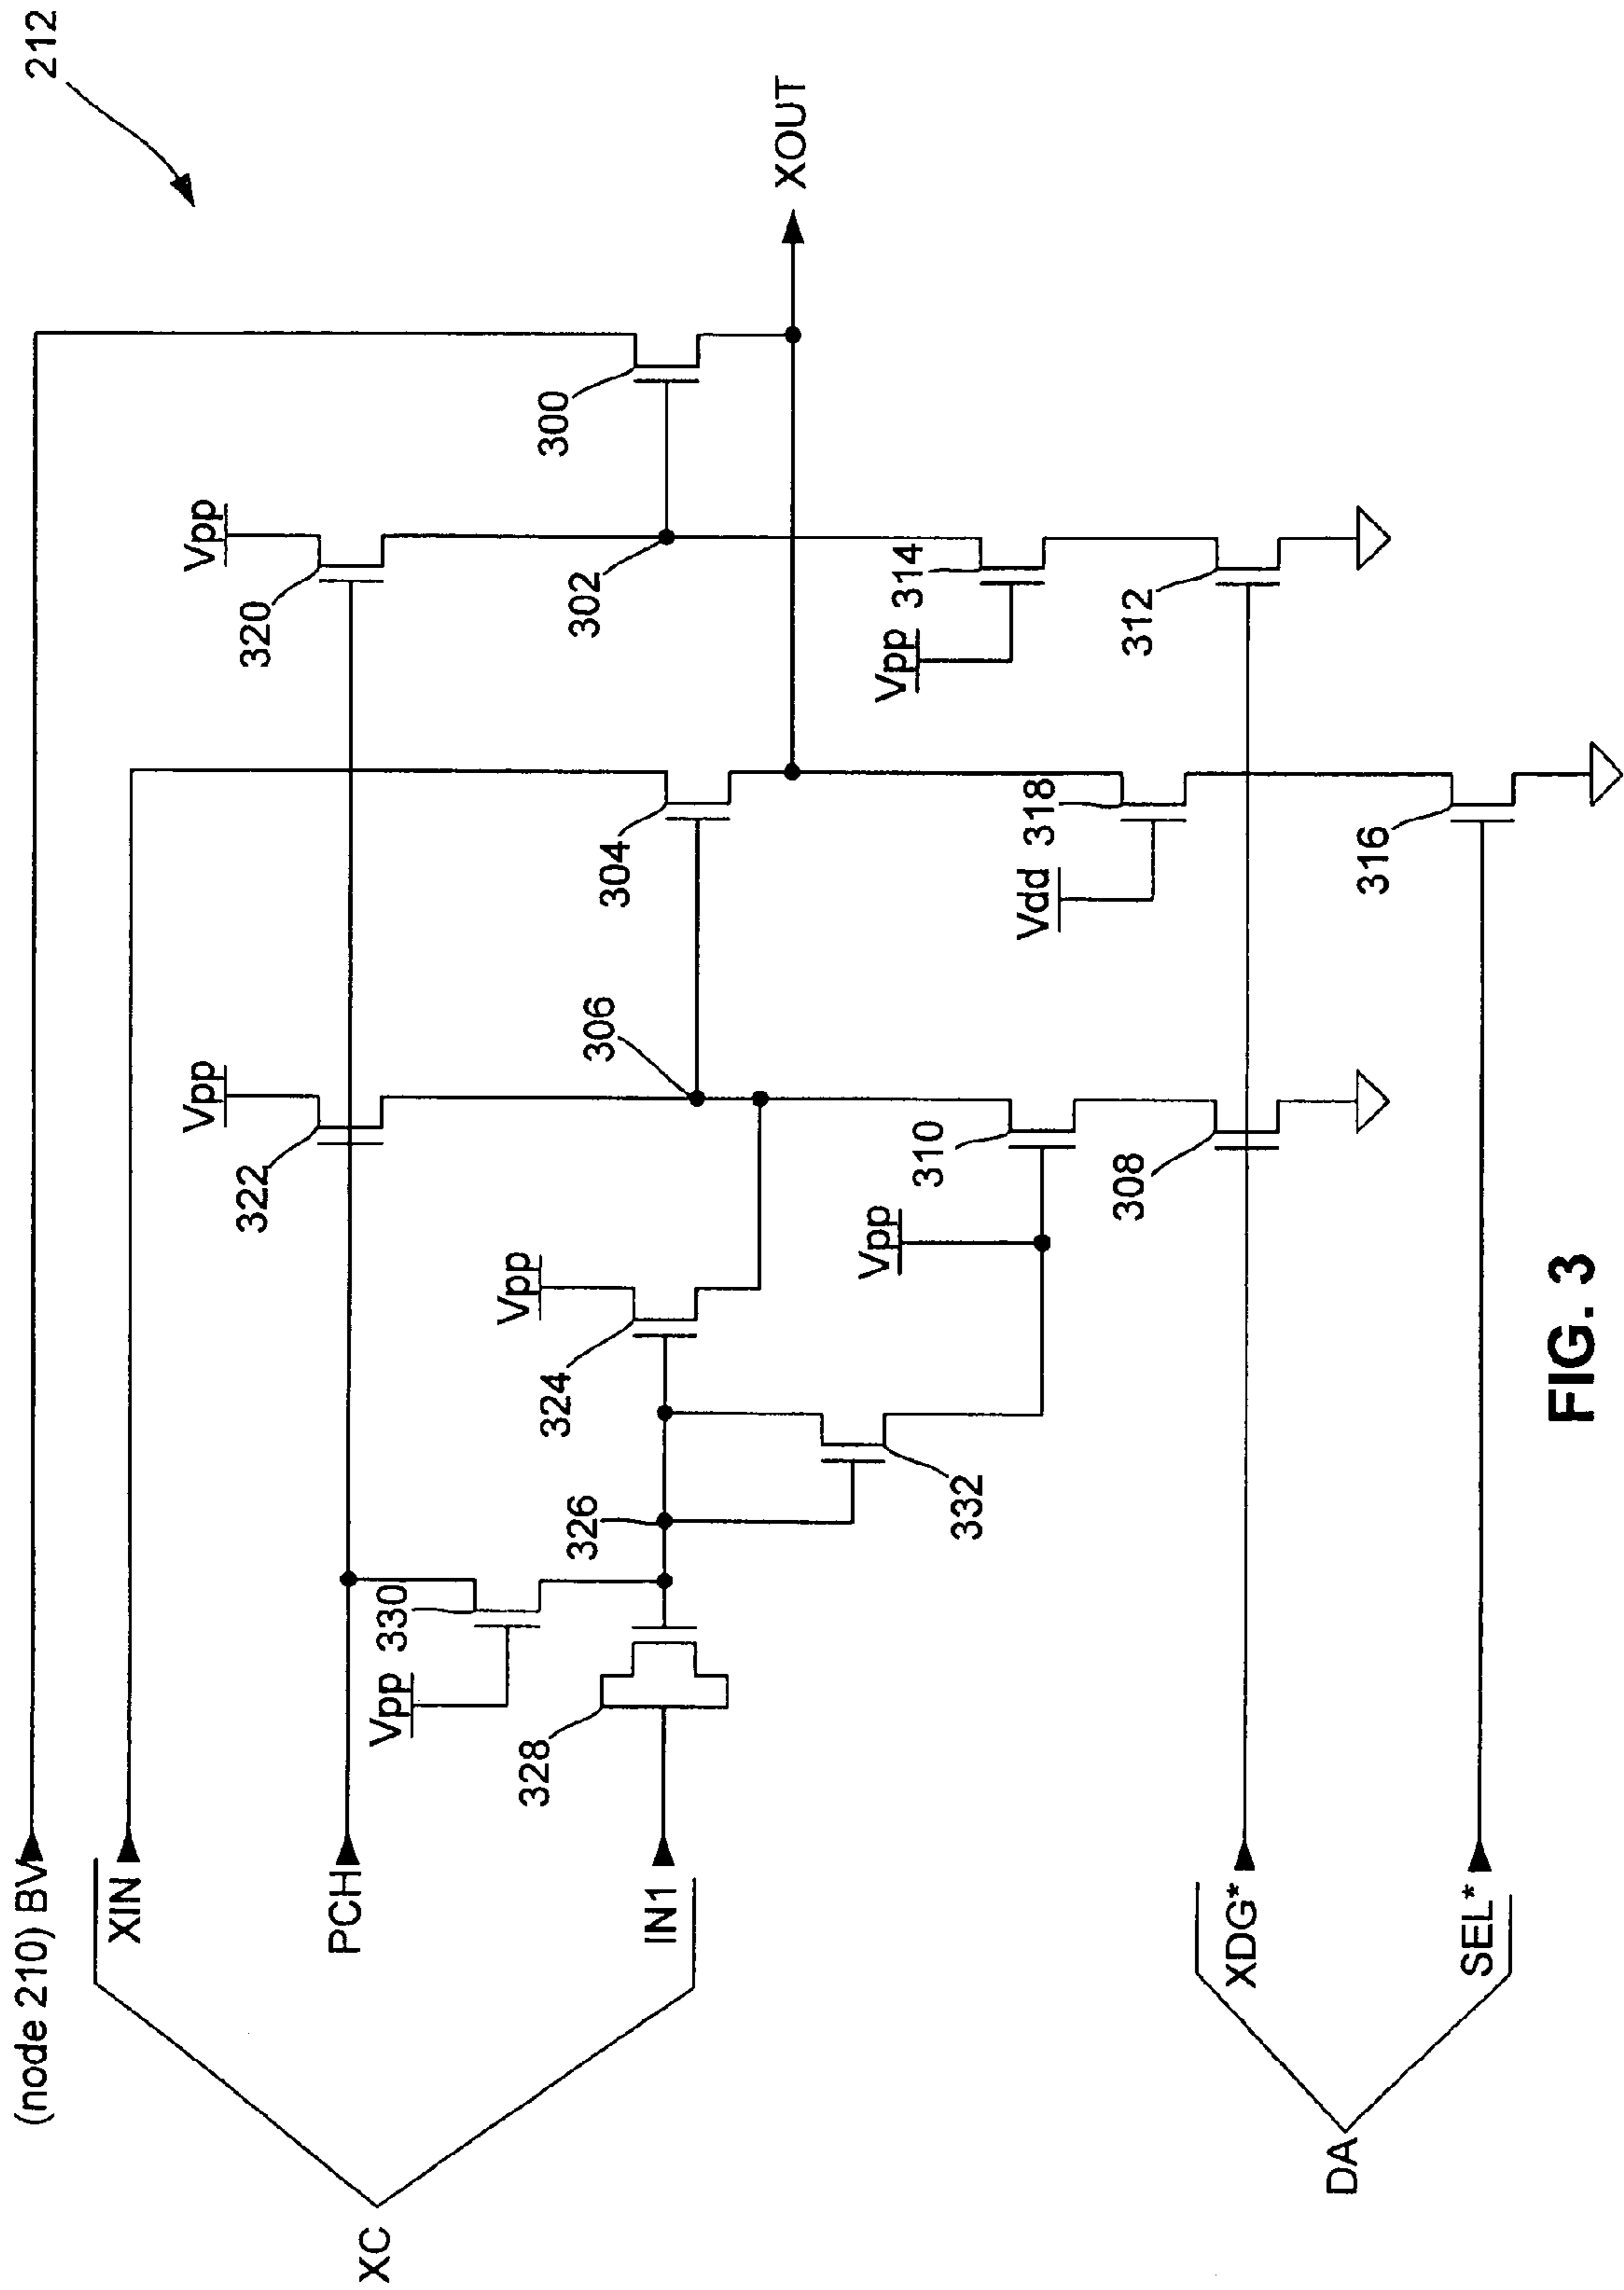 212
(node 210) BV
XIN
PCH
IN1
XC
XDG*
SEL*
DA
Vpp
322
Vpp
320
Vpp
330
328
326
Vpp
324
332
306
304
302
300
XOUT
Vpp
310
308
Vdd
318
316
Vpp
314
312
FIG. 3